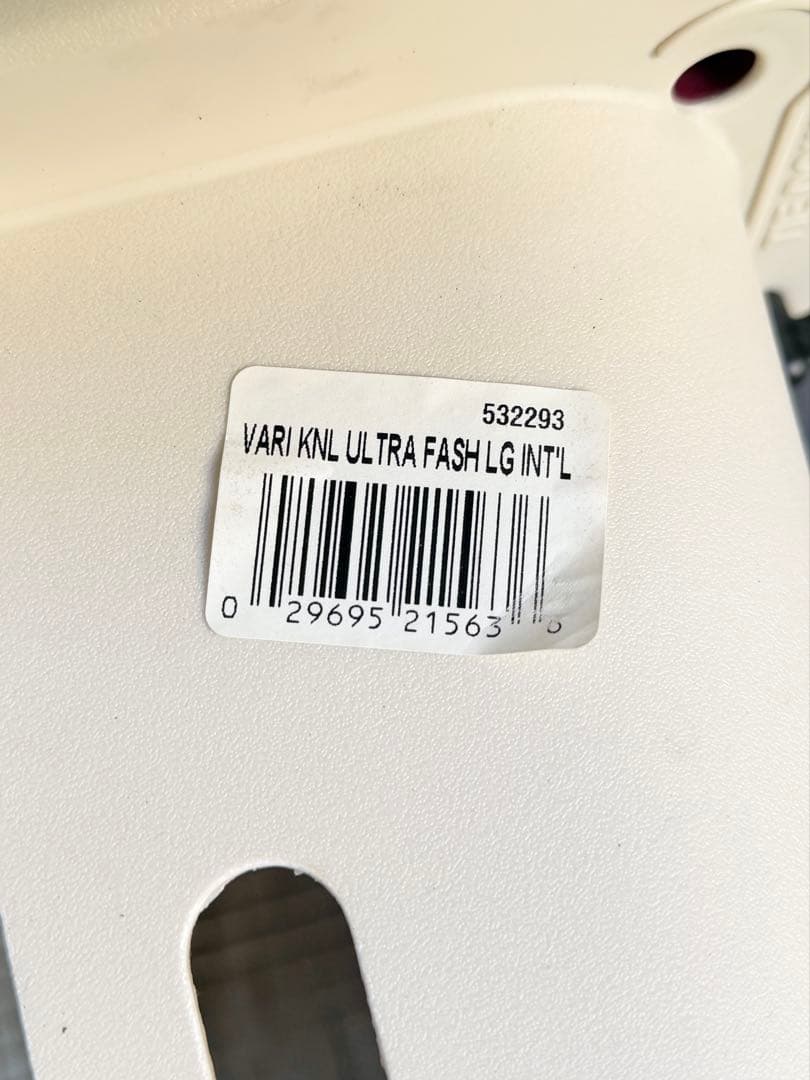 532293
VARI KNL ULTRA FASH LG INT'L
0 29695 21563